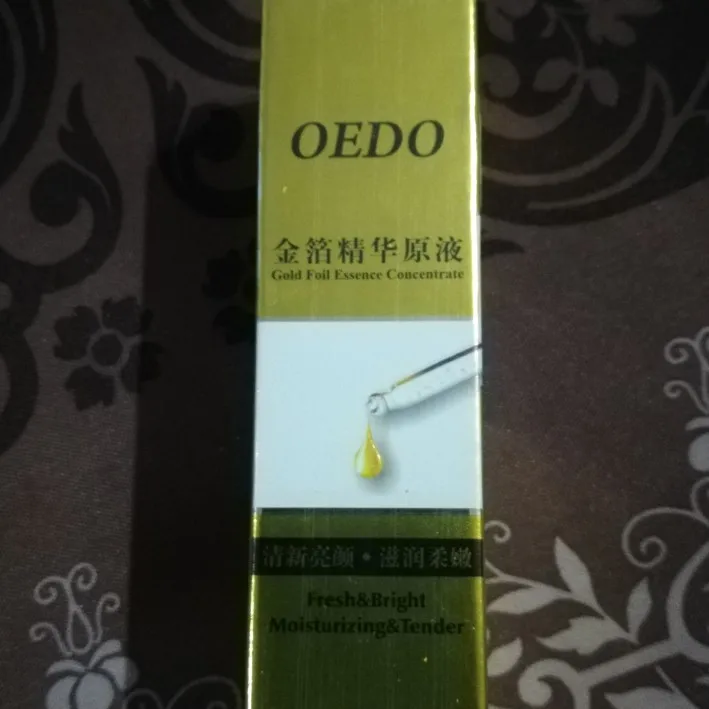 OEDO
金箔精华原液
Gold Foil Essence Concentrate
清新亮颜·滋润柔嫩
Fresh&Bright
Moisturizing&Tender